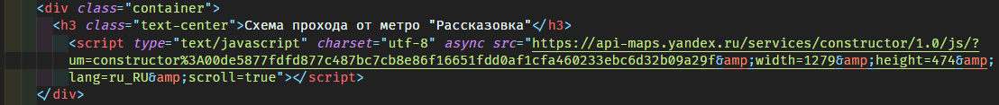 <div class="container">
<h3 class="text-center">Схема прохода от метро "Рассказовка"</h3>
<script type="text/javascript" charset="utf-8" async src="https://api-maps.yandex.ru/services/constructor/1.0/js/?
um=constructor%3A00de5877fdfd877c487bc7cb8e86f16651fdd0af1cfa460233ebc6d32b09a29f&amp;width=1279&amp;height=474&amp;
lang=ru_RU&amp;scroll=true"></script>
</div>